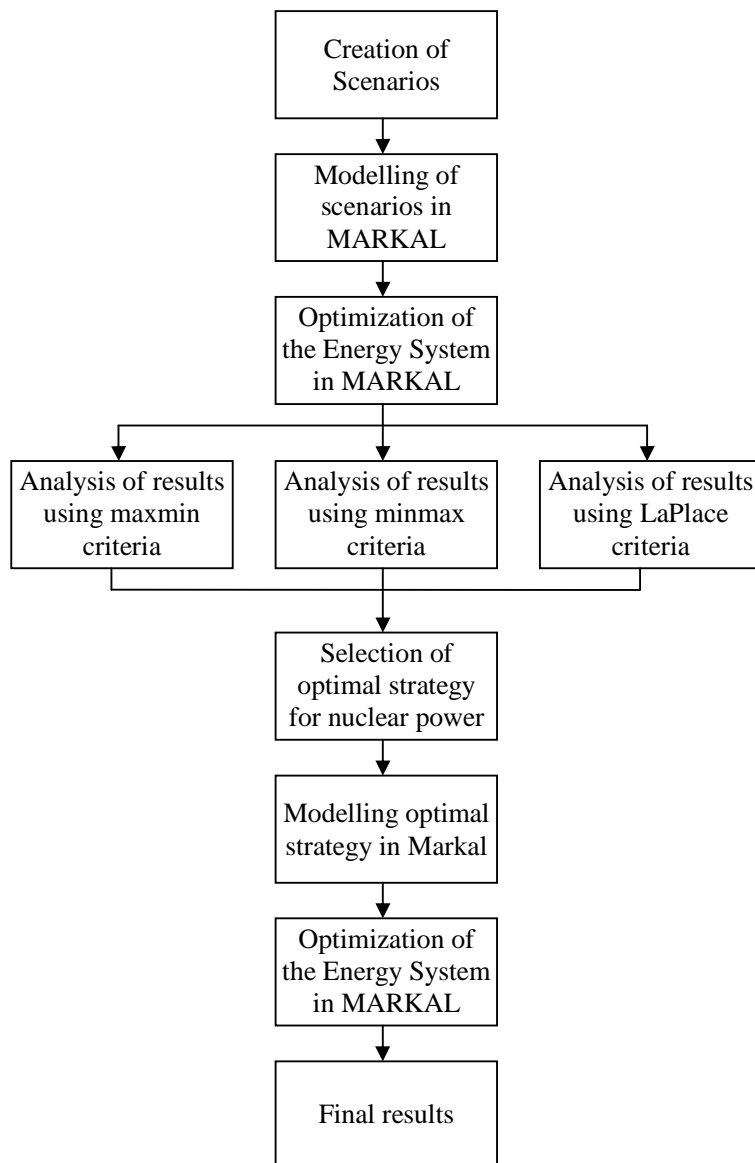 Creation of
Scenarios
Modelling of
scenarios in
MARKAL
Optimization of
the Energy System
in MARKAL
Analysis of results
using maxmin
criteria
Analysis of results
using minmax
criteria
Analysis of results
using LaPlace
criteria
Selection of
optimal strategy
for nuclear power
Modelling optimal
strategy in Markal
Optimization of
the Energy System
in MARKAL
Final results